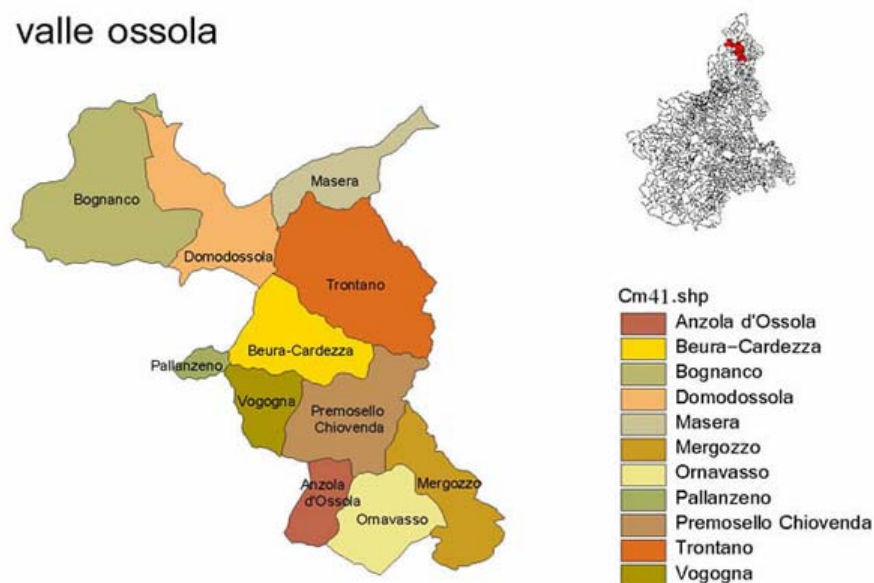 valle ossola
Masera
Bognanco
Domodossola
Trontano
Beura-Cardezza
Pallanzeno
Vogogna
Premosello
Chiovenda
Anzola
d'Ossola
Mergozzo
Ornavasso
Cm41.shp
Anzola d'Ossola
Beura-Cardezza
Bognanco
Domodossola
Masera
Mergozzo
Ornavasso
Pallanzeno
Premosello Chiovenda
Trontano
Vogogna